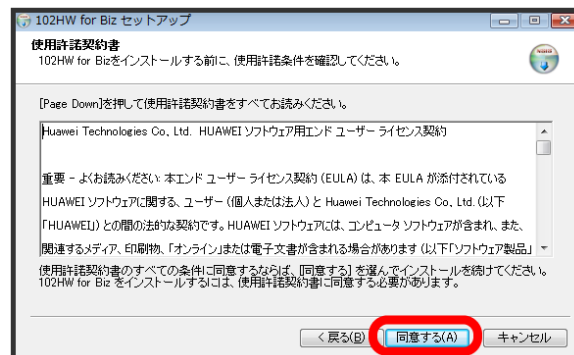 102HW for Biz セットアップ
使用許諾契約書
102HW for Bizをインストールする前に、使用許諾条件を確認してください。
[Page Down]を押して使用許諾契約書をすべてお読みください。
Huawei Technologies Co., Ltd.  HUAWEI ソフトウェア用エンド ユーザー ライセンス契約
重要 – よくお読みください: 本エンド ユーザー ライセンス契約 (EULA) は、本 EULA が添付されている
HUAWEI ソフトウェアに関する、ユーザー (個人または法人) と Huawei Technologies Co., Ltd. (以下
「HUAWEI」) との間の法的な契約です。HUAWEI ソフトウェアには、コンピュータ ソフトウェアが含まれ、また、
関連するメディア、印刷物、「オンライン」または電子文書が含まれる場合があります (以下「ソフトウェア製品」
使用許諾契約書のすべての条件に同意するならば、[同意する] を選んでインストールを続けてください。
102HW for Biz をインストールするには、使用許諾契約書に同意する必要があります。
< 戻る(B)
同意する(A)
キャンセル